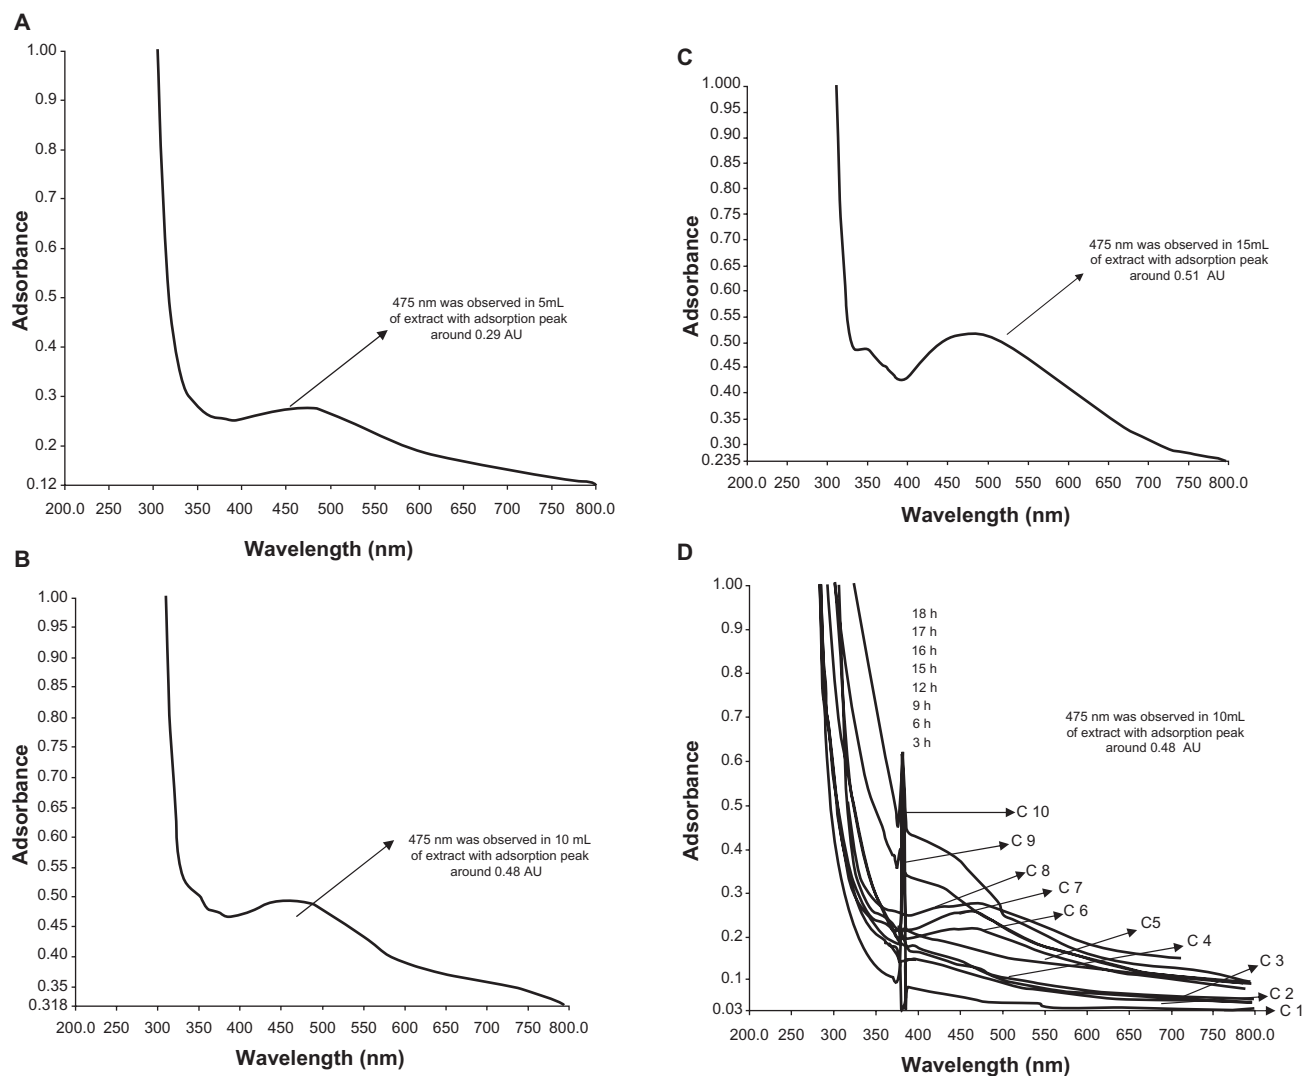 A
1.00
0.9
0.8
0.7
0.6
0.5
0.4
0.3
0.2
0.12
Adsorbance
475 nm was observed in 5mL
of extract with adsorption peak
around 0.29 AU
200.0 250 300 350 400 450 500 550 600 650 700 750 800.0
Wavelength (nm)
C
1.000
0.95
0.90
0.85
0.80
0.75
0.70
0.65
0.60
0.55
0.50
0.45
0.40
0.35
0.30
0.235
Adsorbance
475 nm was observed in 15mL
of extract with adsorption peak
around 0.51 AU
200.0 250 300 350 400 450 500 550 600 650 700 750 800.0
Wavelength (nm)
B
1.00
0.95
0.90
0.85
0.80
0.75
0.70
0.65
0.60
0.55
0.50
0.45
0.40
0.35
0.318
Adsorbance
475 nm was observed in 10 mL
of extract with adsorption peak
around 0.48 AU
200.0 250 300 350 400 450 500 550 600 650 700 750 800.0
Wavelength (nm)
D
1.00
0.9
0.8
0.7
0.6
0.5
0.4
0.3
0.2
0.1
0.03
Adsorbance
18 h
17 h
16 h
15 h
12 h
9 h
6 h
3 h
475 nm was observed in 10mL
of extract with adsorption peak
around 0.48 AU
C 10
C 9
C 8
C 7
C 6
C5
C 4
C 3
C 2
C 1
200.0 250 300 350 400 450 500 550 600 650 700 750 800.0
Wavelength (nm)